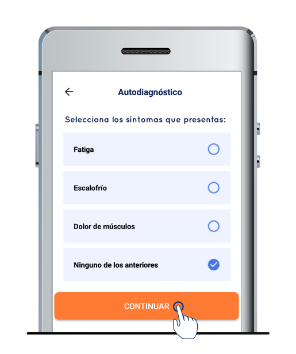 Autodiagnóstico
Selecciona los síntomas que presentas:
Fatiga
Escalofrío
Dolor de músculos
Ninguno de los anteriores
CONTINUAR